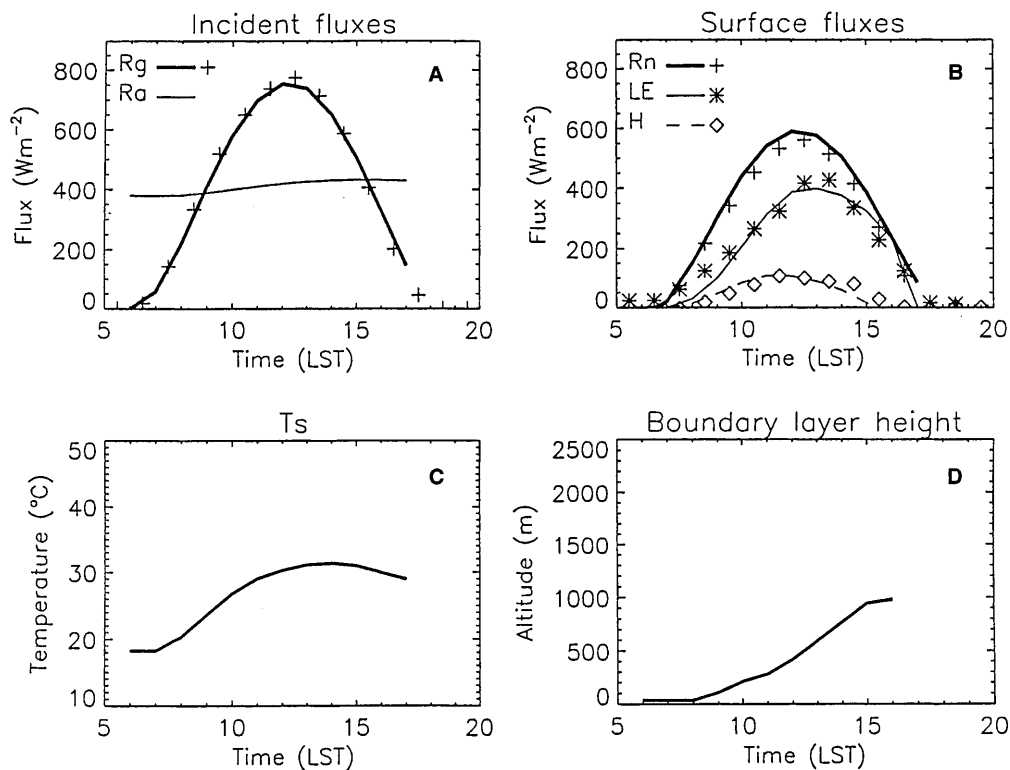 Incident fluxes
Rg
Ra
A
Flux (Wm⁻²)
800
600
400
200
0
5 10 15 20
Time (LST)
Surface fluxes
Rn
LE
H
B
Flux (Wm⁻²)
800
600
400
200
0
5 10 15 20
Time (LST)
Ts
C
Temperature (°C)
50
40
30
20
10
5 10 15 20
Time (LST)
Boundary layer height
D
Altitude (m)
2500
2000
1500
1000
500
0
5 10 15 20
Time (LST)